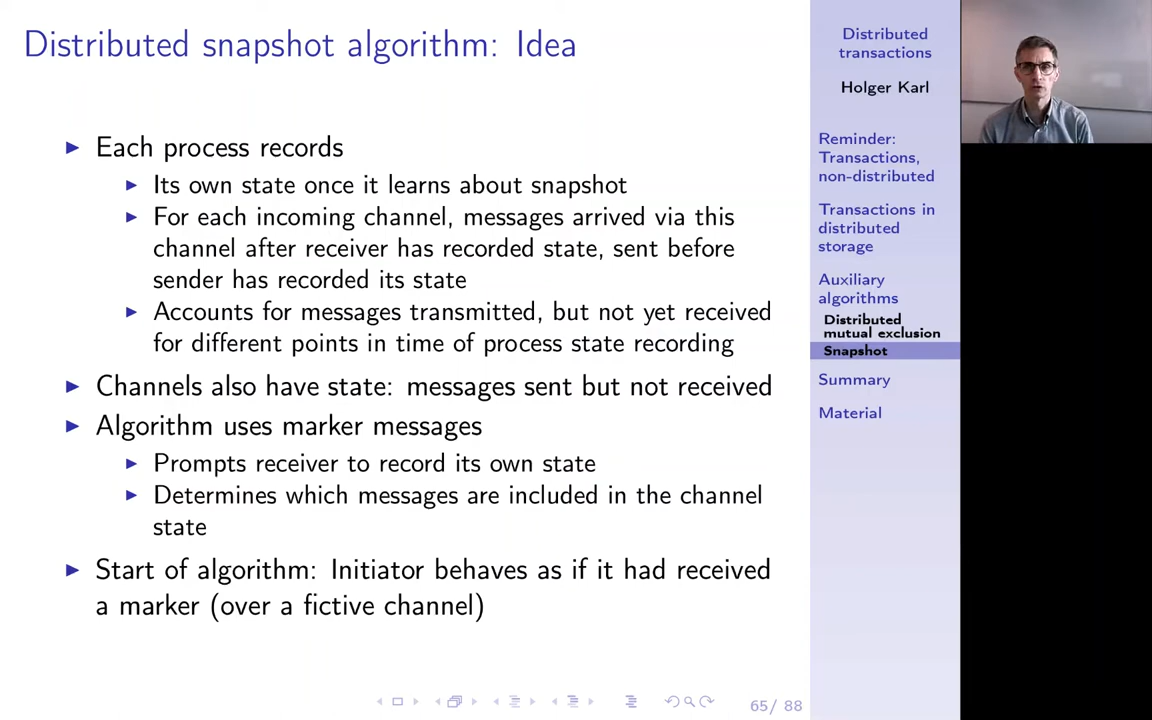 Distributed snapshot algorithm: Idea
Each process records
Its own state once it learns about snapshot
For each incoming channel, messages arrived via this
channel after receiver has recorded state, sent before
sender has recorded its state
Accounts for messages transmitted, but not yet received
for different points in time of process state recording
Channels also have state: messages sent but not received
Algorithm uses marker messages
Prompts receiver to record its own state
Determines which messages are included in the channel
state
Start of algorithm: Initiator behaves as if it had received
a marker (over a fictive channel)
65/ 88
Distributed
transactions
Holger Karl
Reminder:
Transactions,
non-distributed
Transactions in
distributed
storage
Auxiliary
algorithms
Distributed
mutual exclusion
Snapshot
Summary
Material